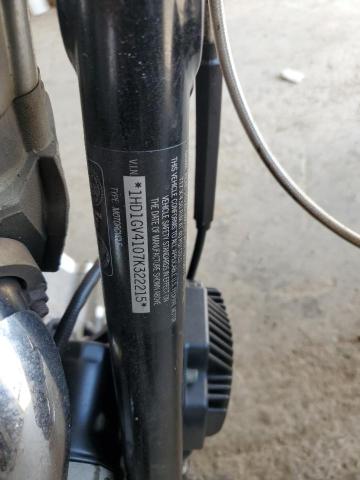 THIS VEHICLE CONFORMS TO ALL APPLICABLE U.S. FEDERAL MOTOR
VEHICLE SAFETY STANDARDS IN EFFECT ON
THE DATE OF MANUFACTURE SHOWN ABOVE
VIN
*1HD1GV4107K322215*
TYPE: MOTORCYCLE